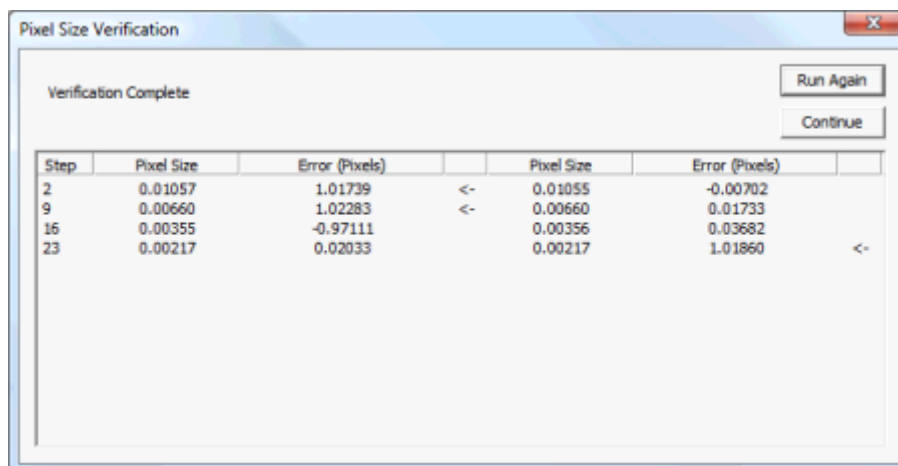 Pixel Size Verification
X
Verification Complete
Run Again
Continue
Step Pixel Size Error (Pixels) Pixel Size Error (Pixels)
2 0.01057 1.01739 <- 0.01055 -0.00702
9 0.00660 1.02283 <- 0.00660 0.01733
16 0.00355 -0.97111 0.00356 0.03682
23 0.00217 0.02033 0.00217 1.01860 <-